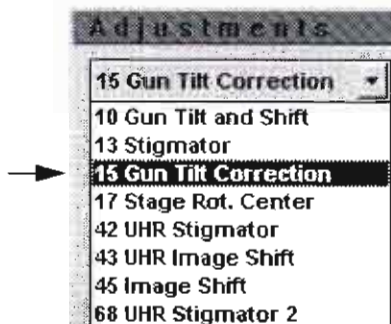 Adjustments
15 Gun Tilt Correction
10 Gun Tilt and Shift
13 Stigmator
15 Gun Tilt Correction
17 Stage Rot. Center
42 UHR Stigmator
43 UHR Image Shift
45 Image Shift
68 UHR Stigmator 2